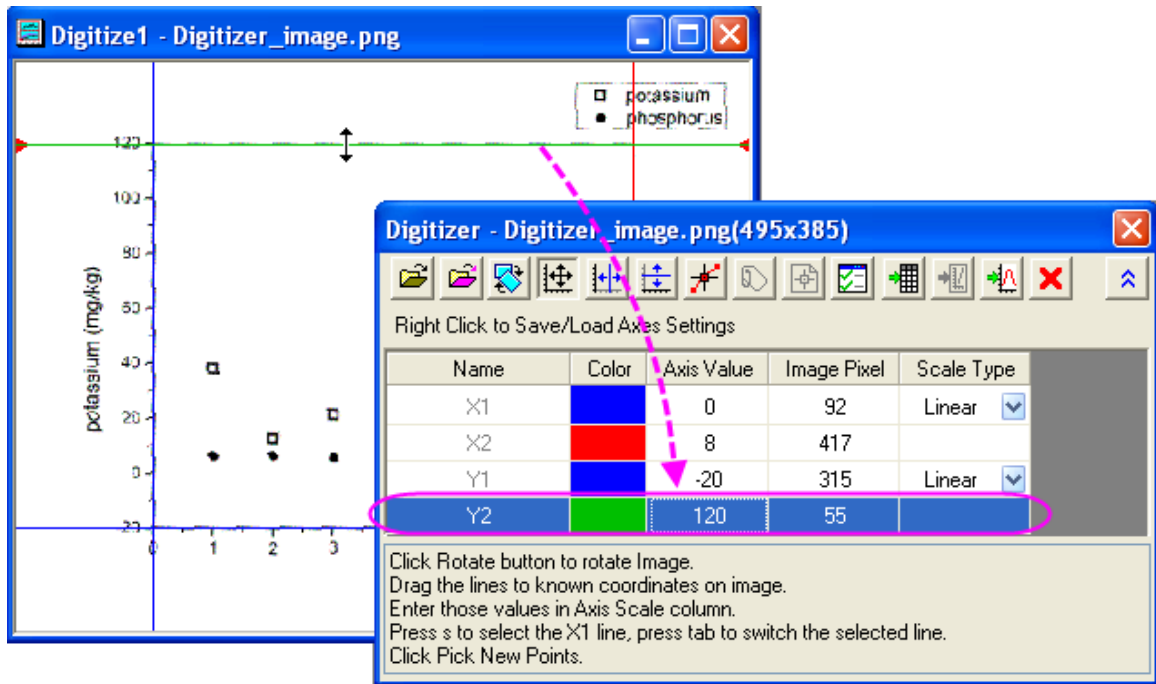 Digitize1 - Digitizer_image.png
potassium
phosphorus
120
100
80
60
40
20
0
-20
potassium (mg/kg)
0 1 2 3
Digitizer - Digitizer_image.png(495x385)
Right Click to Save/Load Axes Settings
Name Color Axis Value Image Pixel Scale Type
X1 0 92 Linear
X2 8 417
Y1 -20 315 Linear
Y2 120 55
Click Rotate button to rotate Image.
Drag the lines to known coordinates on image.
Enter those values in Axis Scale column.
Press s to select the X1 line, press tab to switch the selected line.
Click Pick New Points.